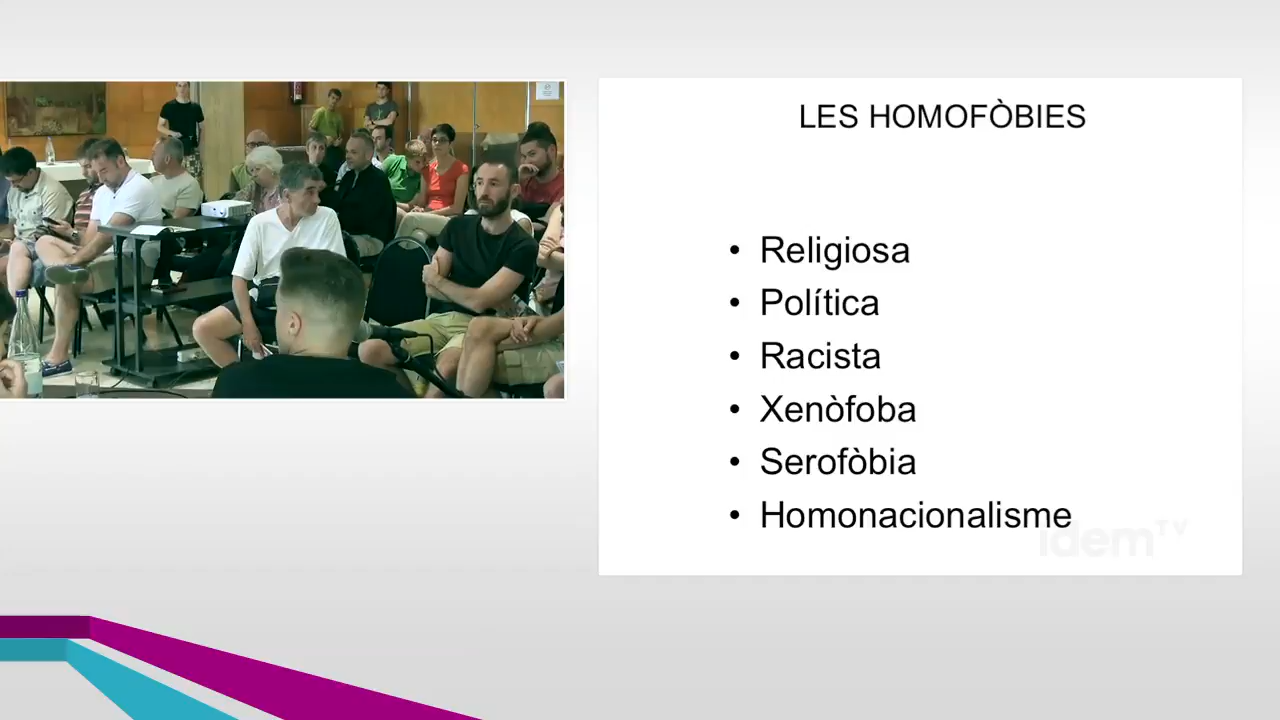 LES HOMOFÒBIES
• Religiosa
• Política
• Racista
• Xenòfoba
• Serofòbia
• Homonacionalisme
idem TV